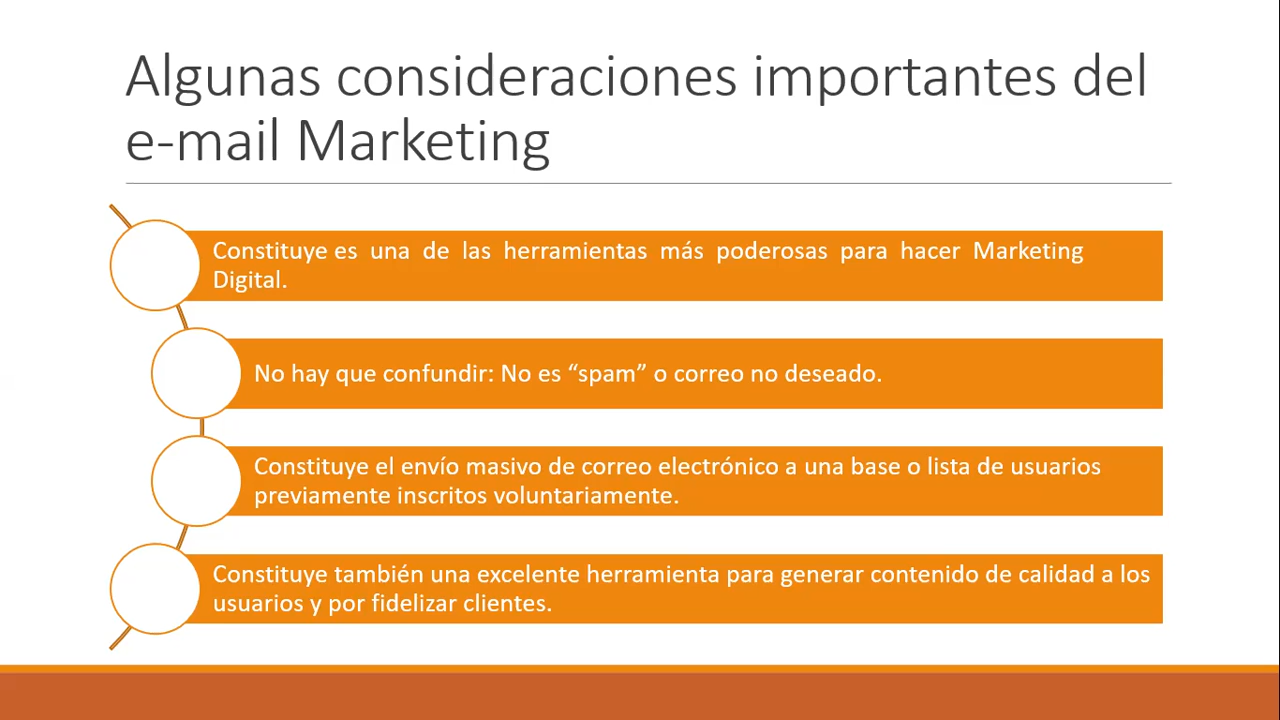 Algunas consideraciones importantes del
e-mail Marketing
Constituye es una de las herramientas más poderosas para hacer Marketing
Digital.
No hay que confundir: No es “spam” o correo no deseado.
Constituye el envío masivo de correo electrónico a una base o lista de usuarios
previamente inscritos voluntariamente.
Constituye también una excelente herramienta para generar contenido de calidad a los
usuarios y por fidelizar clientes.